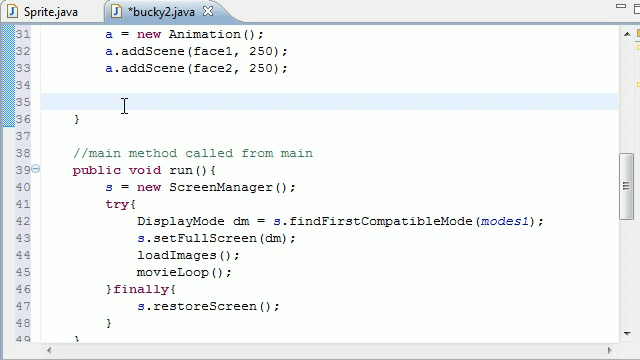 Sprite.java *bucky2.java
31 a = new Animation();
32 a.addScene(face1, 250);
33 a.addScene(face2, 250);
34
35
36 }
37
38 //main method called from main
39 public void run(){
40 s = new ScreenManager();
41 try{
42 DisplayMode dm = s.findFirstCompatibleMode(modes1);
43 s.setFullScreen(dm);
44 loadImages();
45 movieLoop();
46 }finally{
47 s.restoreScreen();
48 }
49 }